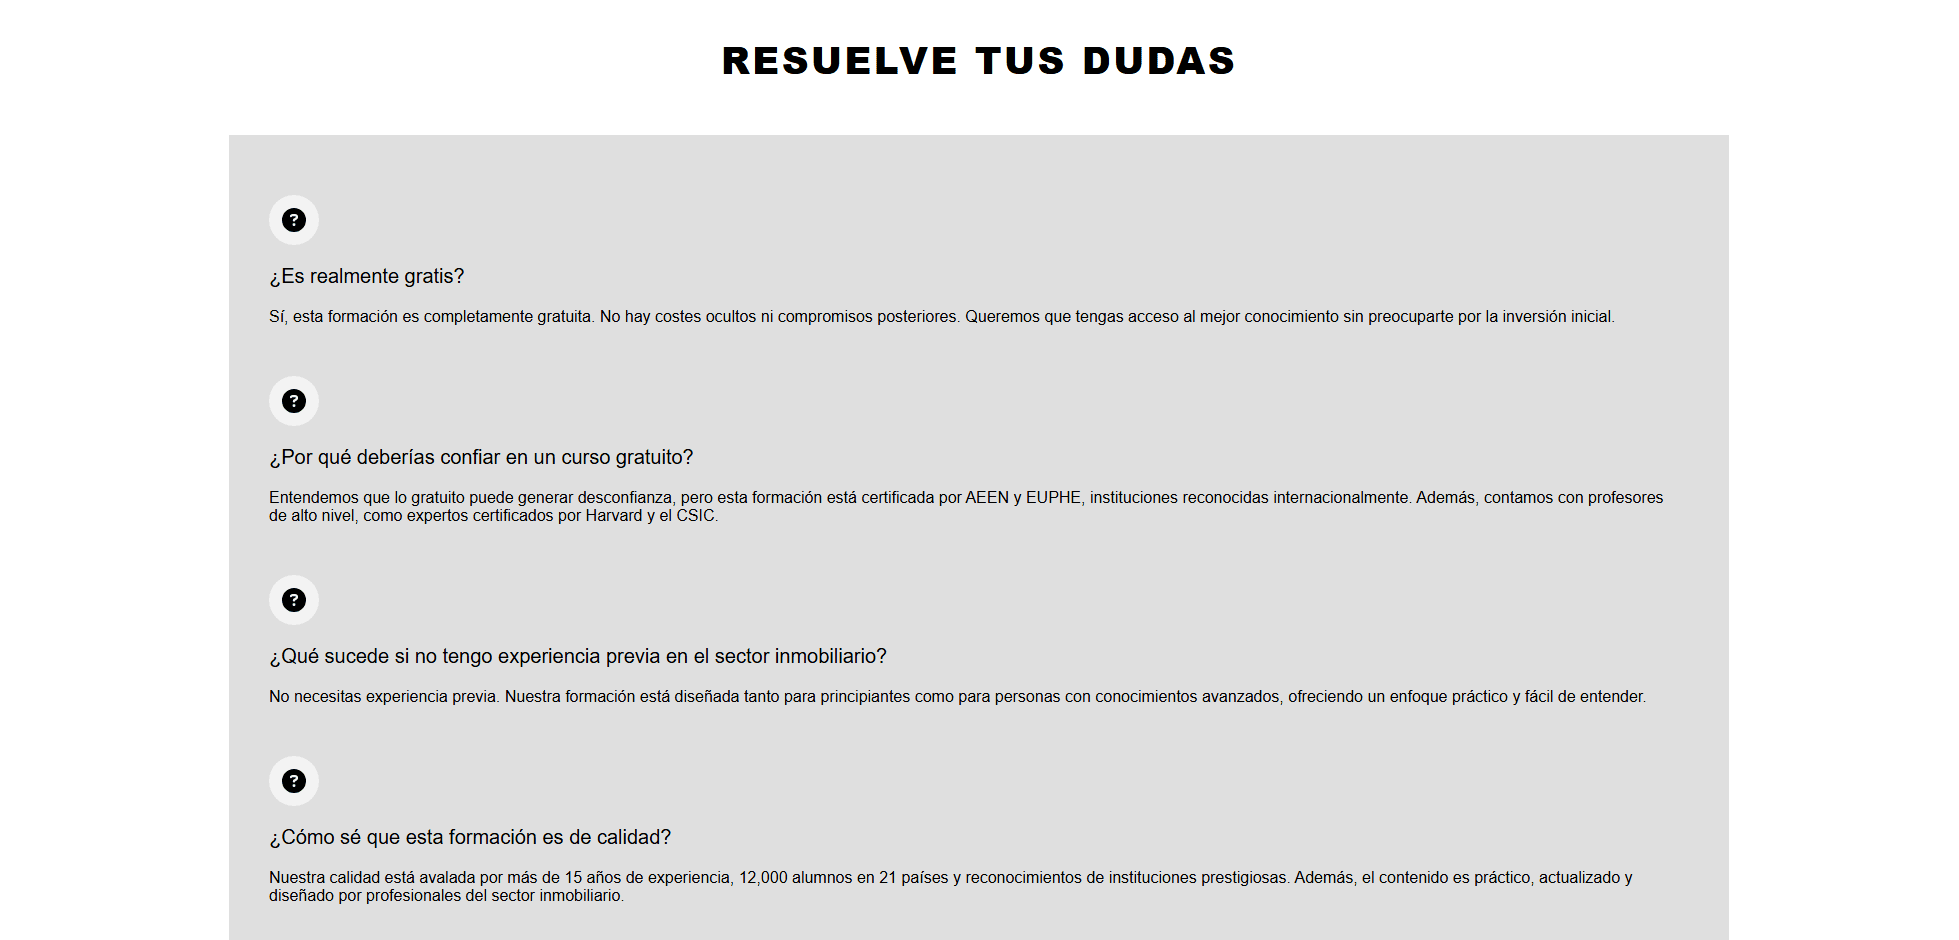 RESUELVE TUS DUDAS
?
¿Es realmente gratis?
Sí, esta formación es completamente gratuita. No hay costes ocultos ni compromisos posteriores. Queremos que tengas acceso al mejor conocimiento sin preocuparte por la inversión inicial.
?
¿Por qué deberías confiar en un curso gratuito?
Entendemos que lo gratuito puede generar desconfianza, pero esta formación está certificada por AEEN y EUPHE, instituciones reconocidas internacionalmente. Además, contamos con profesores
de alto nivel, como expertos certificados por Harvard y el CSIC.
?
¿Qué sucede si no tengo experiencia previa en el sector inmobiliario?
No necesitas experiencia previa. Nuestra formación está diseñada tanto para principiantes como para personas con conocimientos avanzados, ofreciendo un enfoque práctico y fácil de entender.
?
¿Cómo sé que esta formación es de calidad?
Nuestra calidad está avalada por más de 15 años de experiencia, 12,000 alumnos en 21 países y reconocimientos de instituciones prestigiosas. Además, el contenido es práctico, actualizado y
diseñado por profesionales del sector inmobiliario.